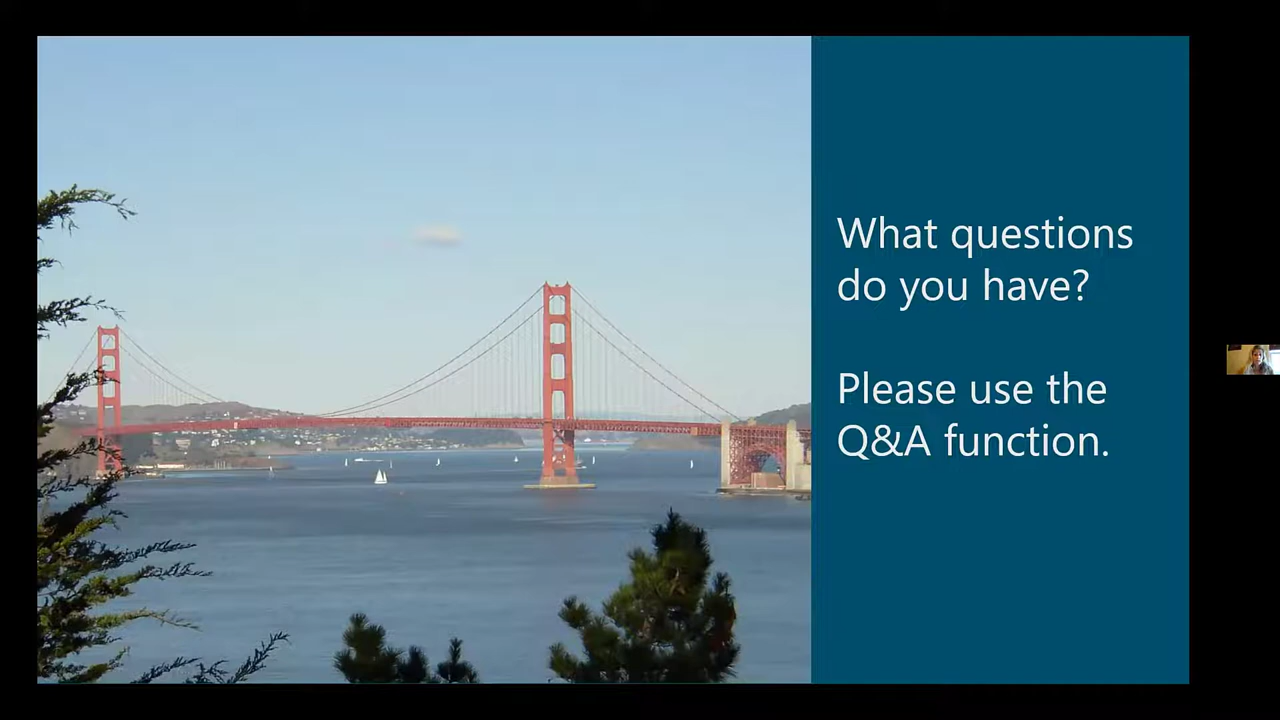 What questions
do you have?
Please use the
Q&A function.